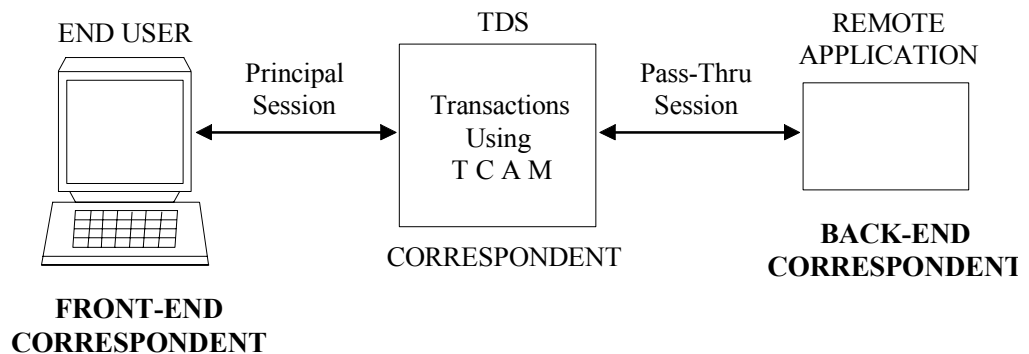 END USER
TDS
REMOTE
APPLICATION
Principal
Session
Pass-Thru
Session
Transactions
Using
T C A M
CORRESPONDENT
BACK-END
CORRESPONDENT
FRONT-END
CORRESPONDENT